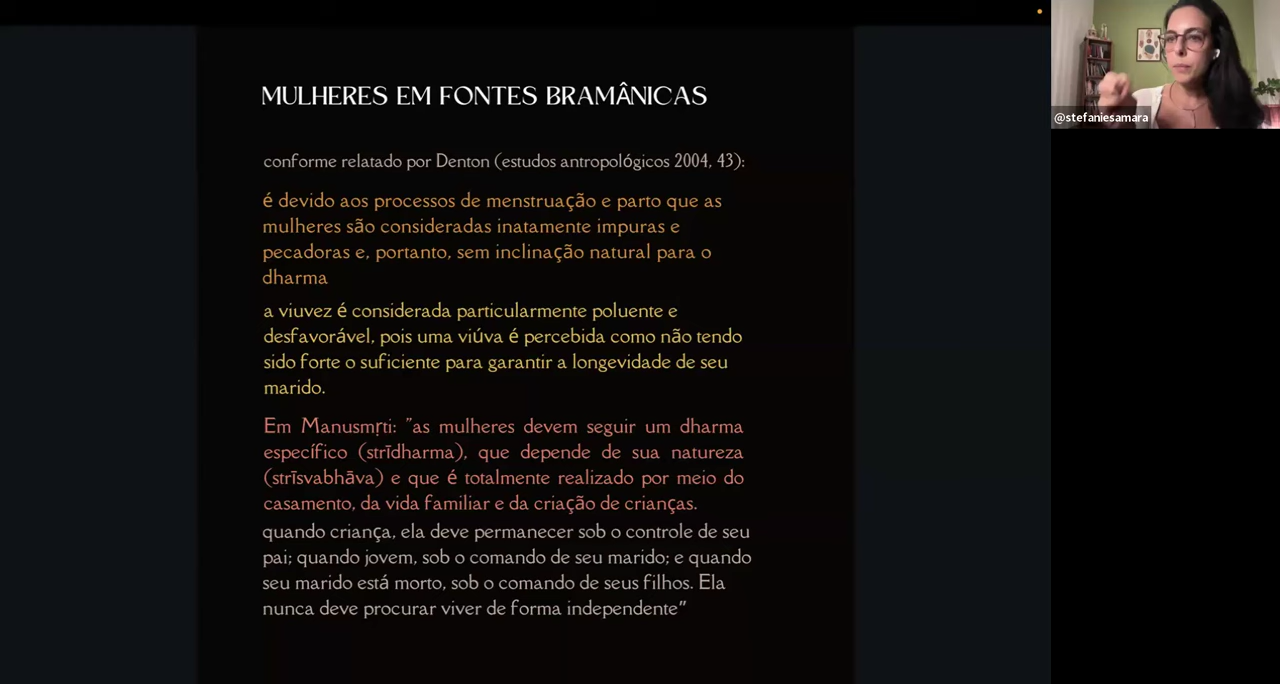 MULHERES EM FONTES BRAMÂNICAS
conforme relatado por Denton (estudos antropológicos 2004, 43):
é devido aos processos de menstruação e parto que as
mulheres são consideradas inatamente impuras e
pecadoras e, portanto, sem inclinação natural para o
dharma
a viuvez é considerada particularmente poluente e
desfavorável, pois uma viúva é percebida como não tendo
sido forte o suficiente para garantir a longevidade de seu
marido.
Em Manusmṛti: "as mulheres devem seguir um dharma
específico (strīdharma), que depende de sua natureza
(strīsvabhāva) e que é totalmente realizado por meio do
casamento, da vida familiar e da criação de crianças.
quando criança, ela deve permanecer sob o controle de seu
pai; quando jovem, sob o comando de seu marido; e quando
seu marido está morto, sob o comando de seus filhos. Ela
nunca deve procurar viver de forma independente"
@stefaniesamara